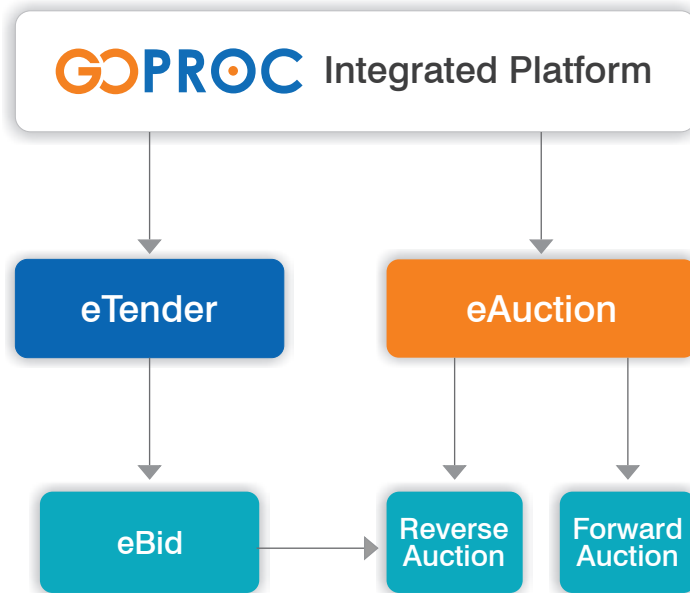 GOPROC Integrated Platform
eTender
eAuction
eBid
Reverse
Auction
Forward
Auction